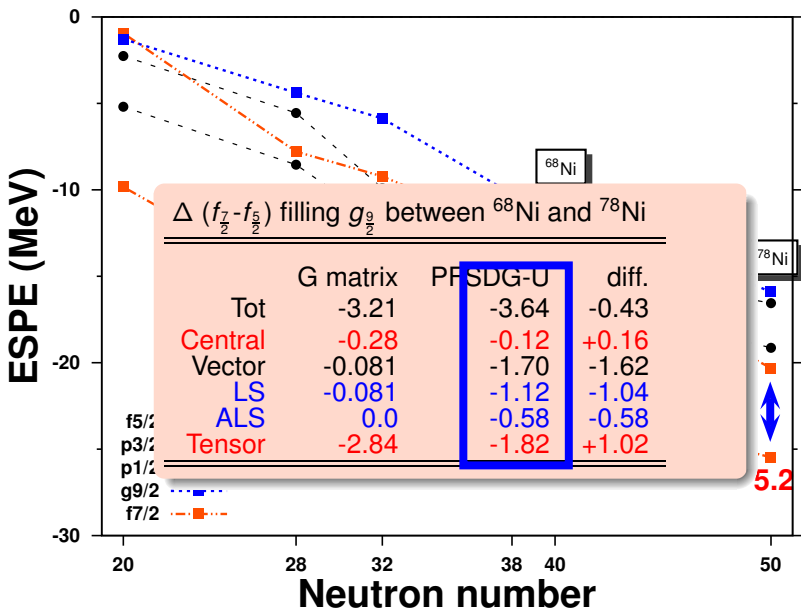 0
-10
-20
-30
ESPE (MeV)
⁶⁸Ni
⁷⁸Ni
Δ (f₇/₂-f₅/₂) filling g₉/₂ between ⁶⁸Ni and ⁷⁸Ni
G matrix PFSDG-U diff.
Tot -3.21 -3.64 -0.43
Central -0.28 -0.12 +0.16
Vector -0.081 -1.70 -1.62
LS -0.081 -1.12 -1.04
ALS 0.0 -0.58 -0.58
Tensor -2.84 -1.82 +1.02
f5/2
p3/2
p1/2
g9/2
f7/2
5.2
20 28 32 38 40 50
Neutron number